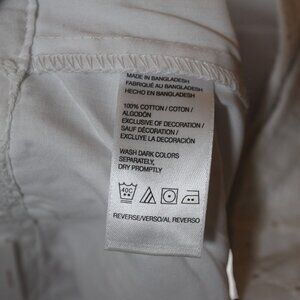 MADE IN BANGLADESH
FABRIQUÉ AU BANGLADESH
HECHO EN BANGLADESH
100% COTTON / COTON /
ALGODÓN
EXCLUSIVE OF DECORATION /
SAUF DÉCORATION /
EXCLUYE LA DECORACIÓN
WASH DARK COLORS
SEPARATELY,
DRY PROMPTLY
40C
REVERSE/VERSO/AL REVERSO